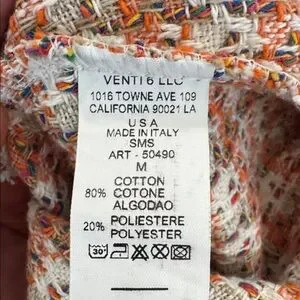 VENTI 6 LLC
1016 TOWNE AVE 109
CALIFORNIA 90021 LA
U S A
MADE IN ITALY
SMS
ART - 50490
M
COTTON
80% COTONE
ALGODAO
20% POLIESTERE
POLYESTER
30°